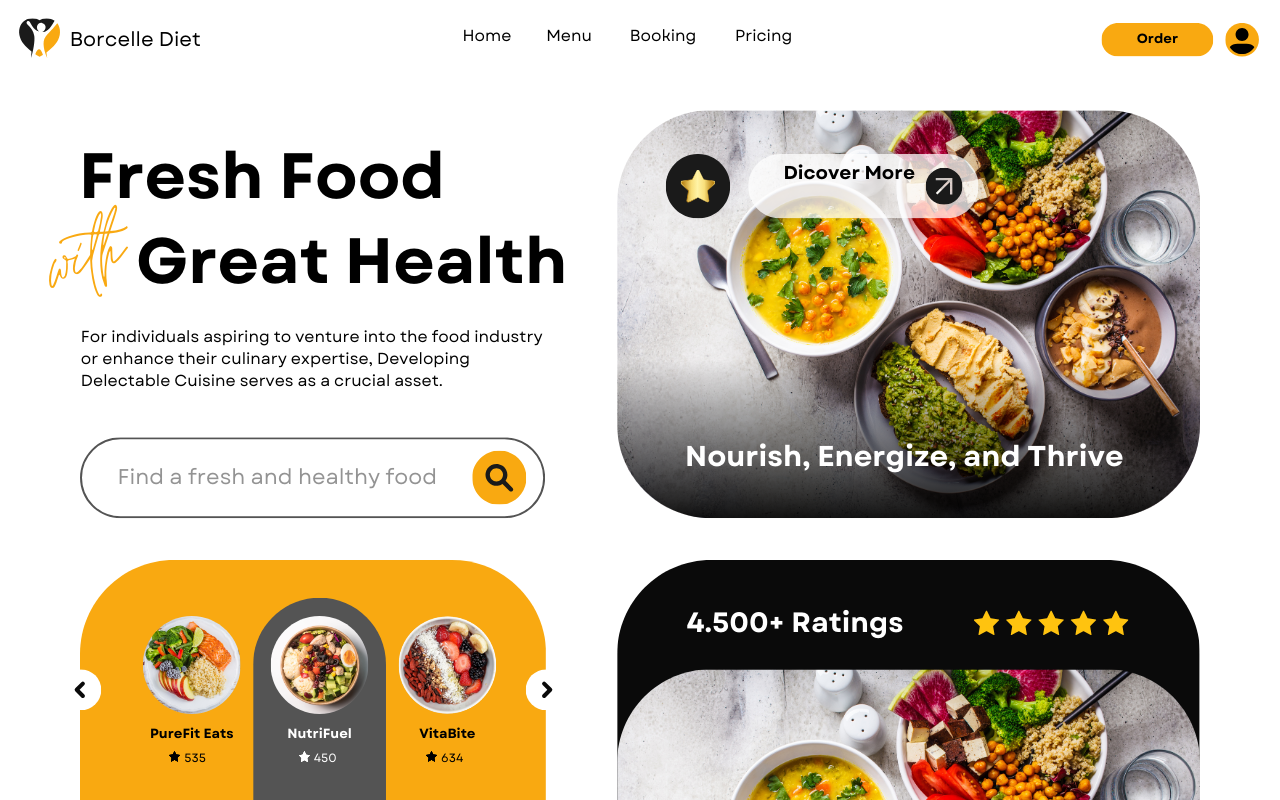 Borcelle Diet
Home
Menu
Booking
Pricing
Order
Fresh Food
with Great Health
For individuals aspiring to venture into the food industry
or enhance their culinary expertise, Developing
Delectable Cuisine serves as a crucial asset.
Find a fresh and healthy food
Dicover More
Nourish, Energize, and Thrive
PureFit Eats
535
NutriFuel
450
VitaBite
634
4.500+ Ratings